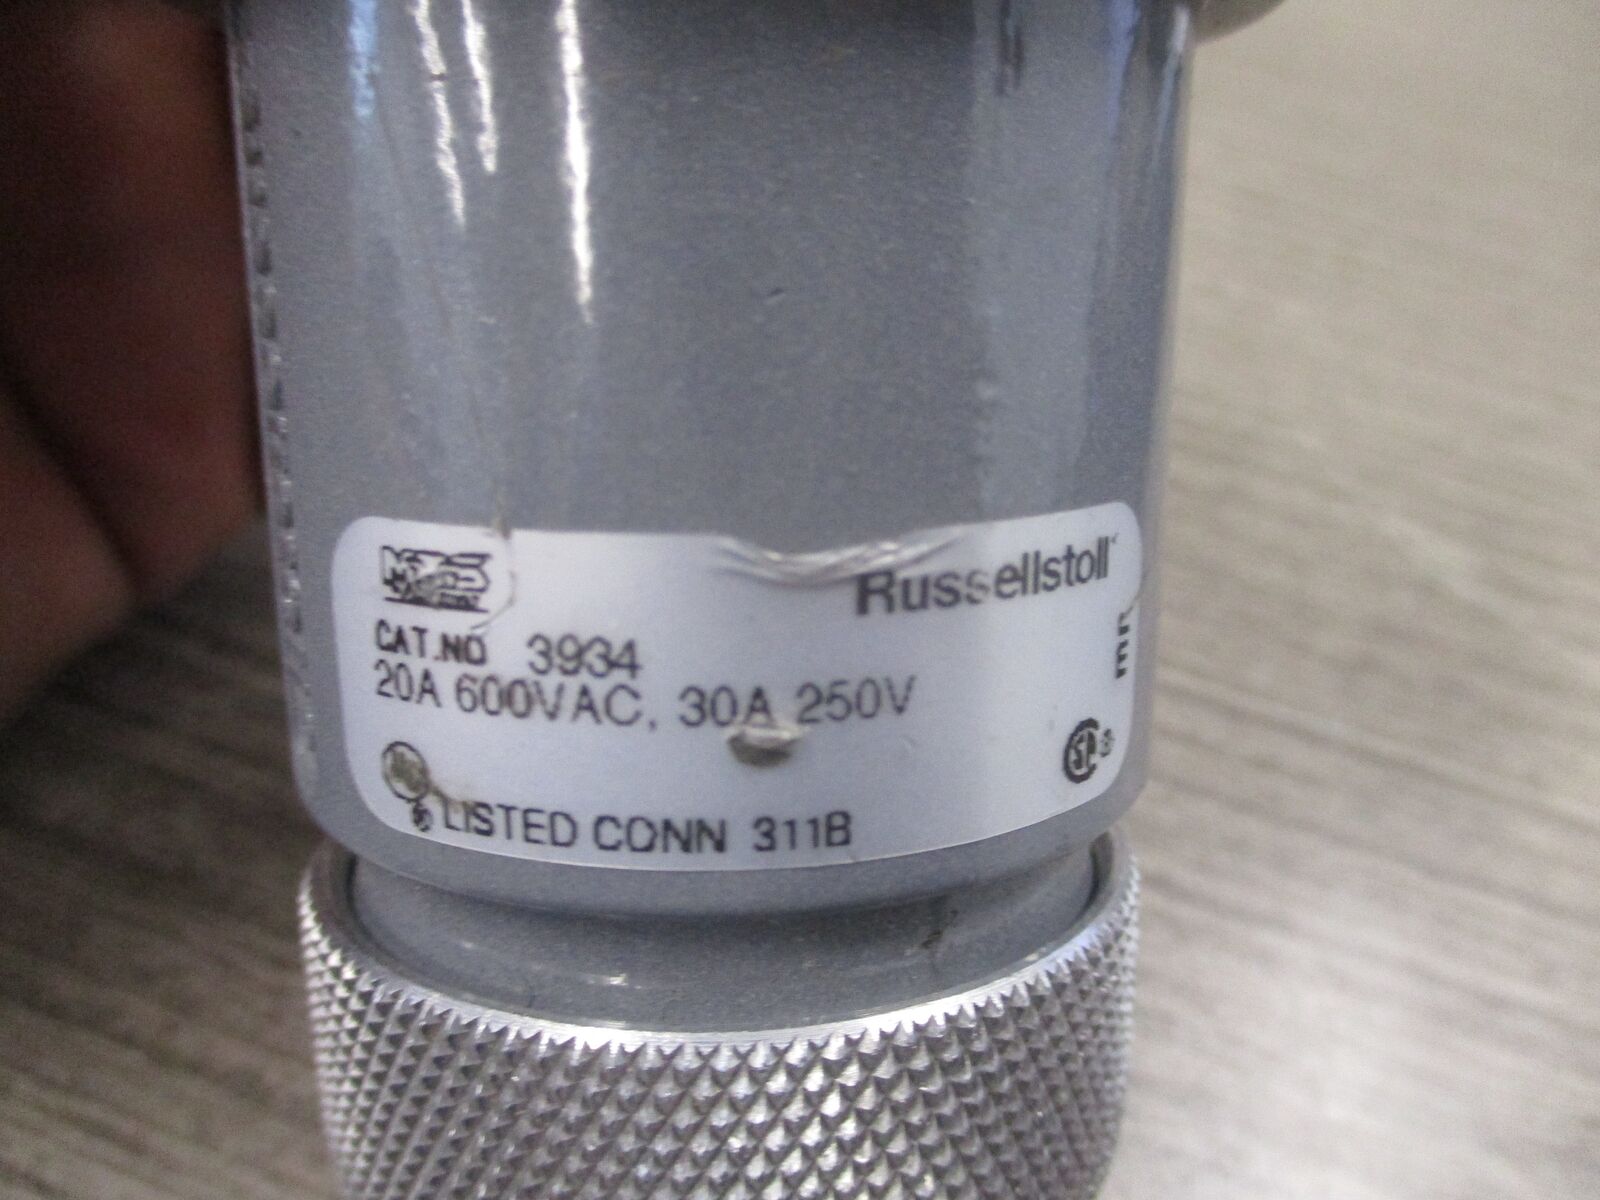 Russellstoll
CAT.NO 3934
20A 600VAC, 30A 250V
LISTED CONN 311B